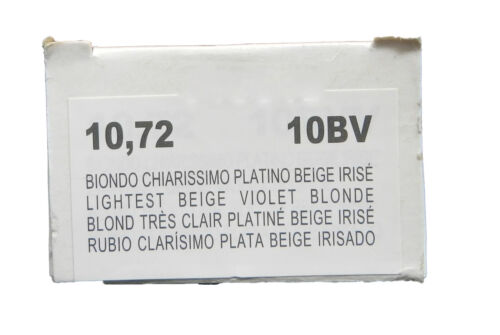 10,72 10BV
BIONDO CHIARISSIMO PLATINO BEIGE IRISÉ
LIGHTEST BEIGE VIOLET BLONDE
BLOND TRÈS CLAIR PLATINÉ BEIGE IRISÉ
RUBIO CLARÍSIMO PLATA BEIGE IRISADO